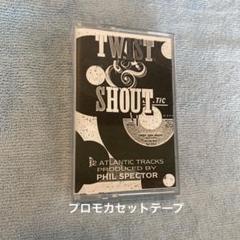 TWIST
&
SHOUT
TIC
12 ATLANTIC TRACKS
PRODUCED BY
PHIL SPECTOR
プロモカセットテープ